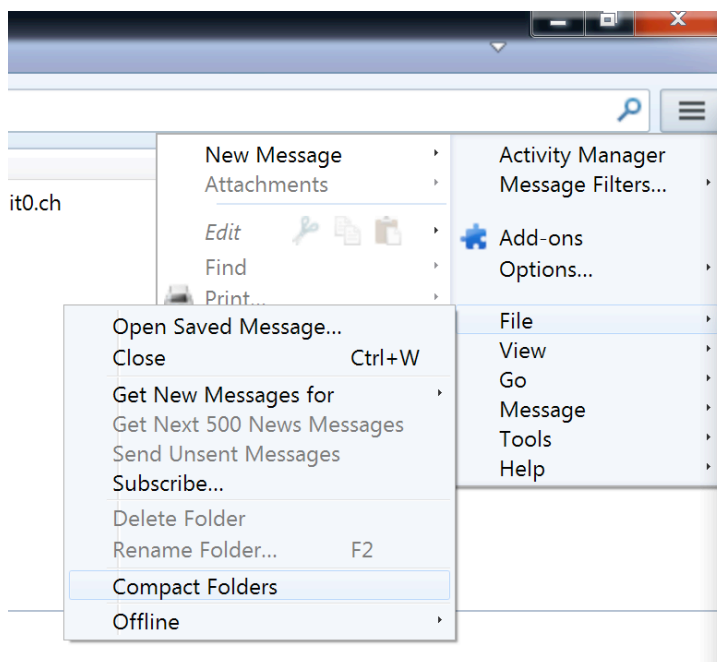 it0.ch
New Message
Attachments
Edit
Find
Print...
Activity Manager
Message Filters...
Add-ons
Options...
File
View
Go
Message
Tools
Help
Open Saved Message...
Close Ctrl+W
Get New Messages for
Get Next 500 News Messages
Send Unsent Messages
Subscribe...
Delete Folder
Rename Folder... F2
Compact Folders
Offline